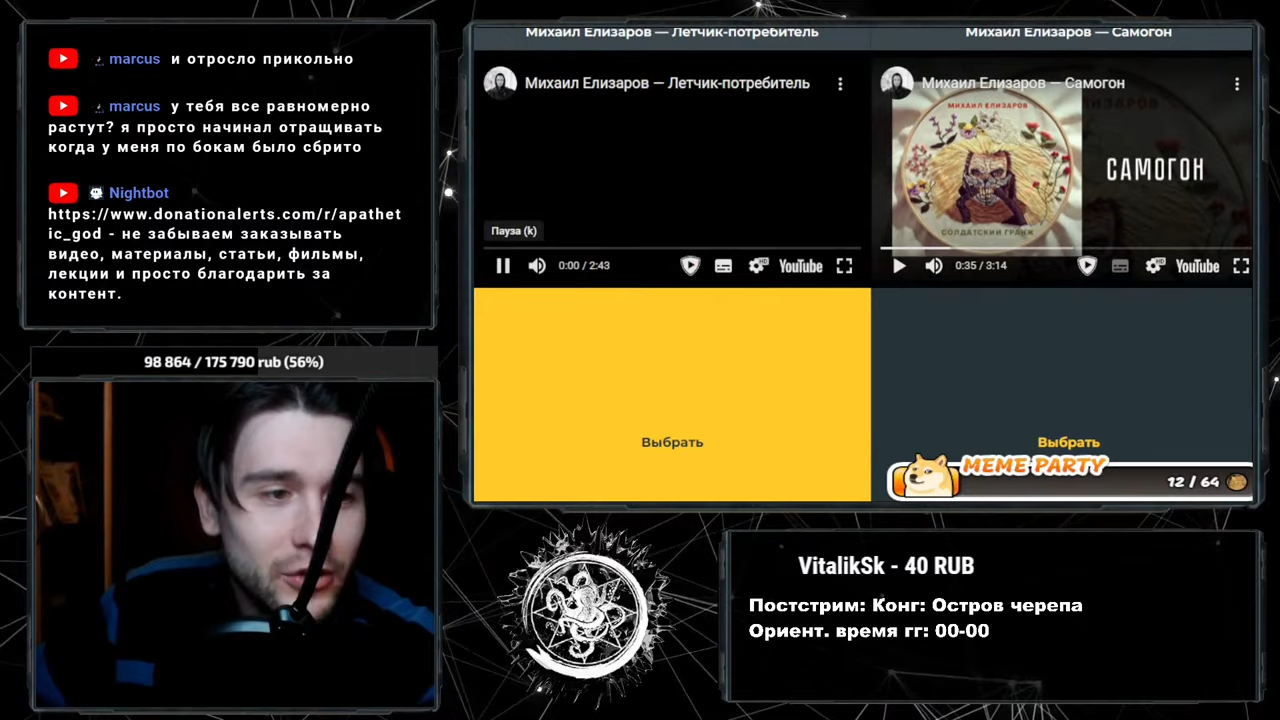 marcus и отросло прикольно
marcus у тебя все равномерно
растут? я просто начинал отращивать
когда у меня по бокам было сбрито
Nightbot
https://www.donationalerts.com/r/apathet
ic_god - не забываем заказывать
видео, материалы, статьи, фильмы,
лекции и просто благодарить за
контент.
98 864 / 175 790 rub (56%)
Михаил Елизаров — Летчик-потребитель
Михаил Елизаров — Самогон
Михаил Елизаров — Летчик-потребитель
Михаил Елизаров — Самогон
МИХАИЛ ЕЛИЗАРОВ
САМОГОН
СОЛДАТСКИЙ ГРАНЖ
Пауза (k)
0:00 / 2:43
HD
YouTube
0:35 / 3:14
HD
YouTube
Выбрать
Выбрать
MEME PARTY
12 / 64
VitalikSk - 40 RUB
Постстрим: Конг: Остров черепа
Ориент. время гг: 00-00